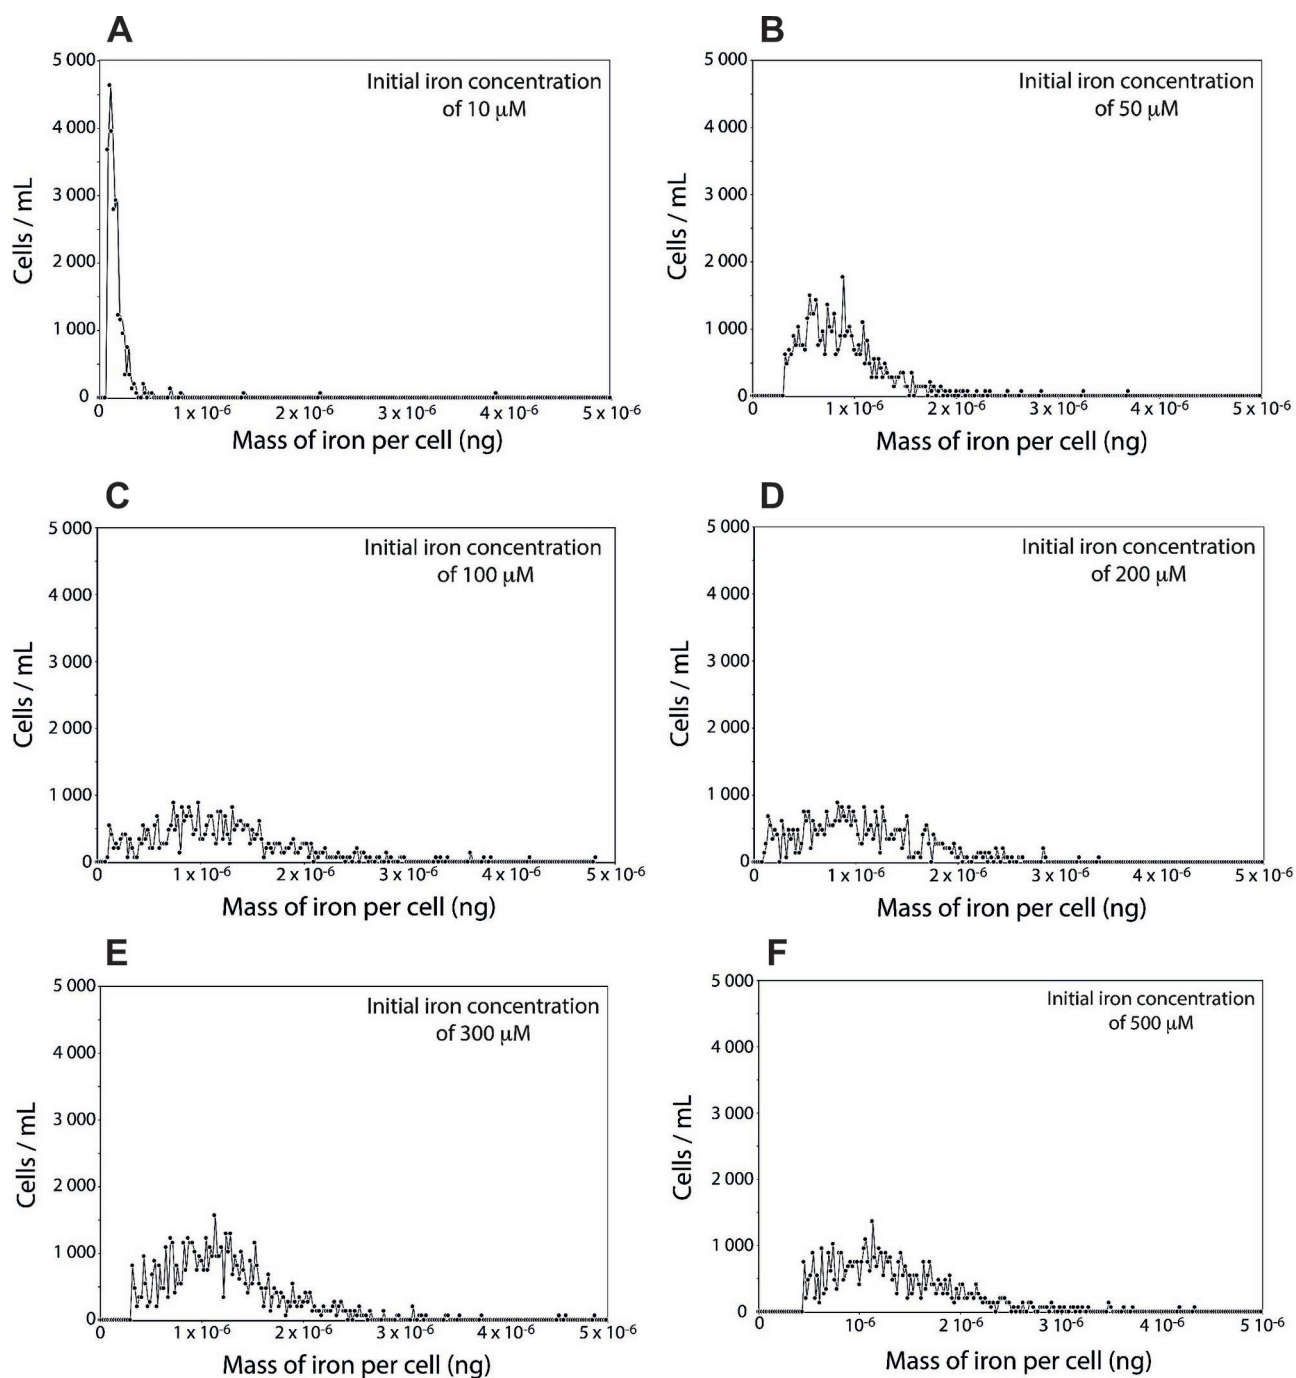 A
Initial iron concentration
of 10 μM
Cells / mL
5 000
4 000
3 000
2 000
1 000
0
0 1 x 10⁻⁶ 2 x 10⁻⁶ 3 x 10⁻⁶ 4 x 10⁻⁶ 5 x 10⁻⁶
Mass of iron per cell (ng)
B
Initial iron concentration
of 50 μM
Cells / mL
5 000
4 000
3 000
2 000
1 000
0
0 1 x 10⁻⁶ 2 x 10⁻⁶ 3 x 10⁻⁶ 4 x 10⁻⁶ 5 x 10⁻⁶
Mass of iron per cell (ng)
C
Initial iron concentration
of 100 μM
Cells / mL
5 000
4 000
3 000
2 000
1 000
0
0 1 x 10⁻⁶ 2 x 10⁻⁶ 3 x 10⁻⁶ 4 x 10⁻⁶ 5 x 10⁻⁶
Mass of iron per cell (ng)
D
Initial iron concentration
of 200 μM
Cells / mL
5 000
4 000
3 000
2 000
1 000
0
0 1 x 10⁻⁶ 2 x 10⁻⁶ 3 x 10⁻⁶ 4 x 10⁻⁶ 5 x 10⁻⁶
Mass of iron per cell (ng)
E
Initial iron concentration
of 300 μM
Cells / mL
5 000
4 000
3 000
2 000
1 000
0
0 1 x 10⁻⁶ 2 x 10⁻⁶ 3 x 10⁻⁶ 4 x 10⁻⁶ 5 x 10⁻⁶
Mass of iron per cell (ng)
F
Initial iron concentration
of 500 μM
Cells / mL
5 000
4 000
3 000
2 000
1 000
0
0 10⁻⁶ 2 10⁻⁶ 3 10⁻⁶ 4 10⁻⁶ 5 10⁻⁶
Mass of iron per cell (ng)